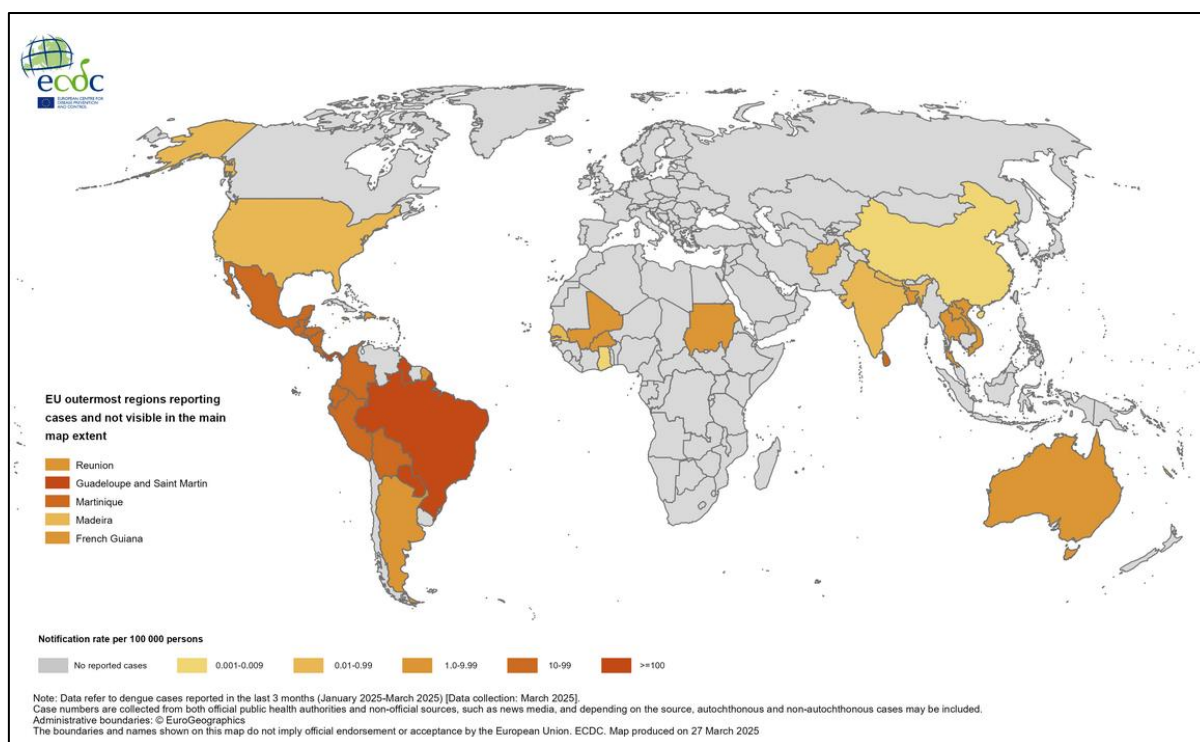 ecdc
EUROPEAN CENTRE FOR
DISEASE PREVENTION
AND CONTROL
EU outermost regions reporting
cases and not visible in the main
map extent
Reunion
Guadeloupe and Saint Martin
Martinique
Madeira
French Guiana
Notification rate per 100 000 persons
No reported cases
0.001-0.009
0.01-0.99
1.0-9.99
10-99
>=100
Note: Data refer to dengue cases reported in the last 3 months (January 2025-March 2025) [Data collection: March 2025].
Case numbers are collected from both official public health authorities and non-official sources, such as news media, and depending on the source, autochthonous and non-autochthonous cases may be included.
Administrative boundaries: © EuroGeographics
The boundaries and names shown on this map do not imply official endorsement or acceptance by the European Union. ECDC. Map produced on 27 March 2025